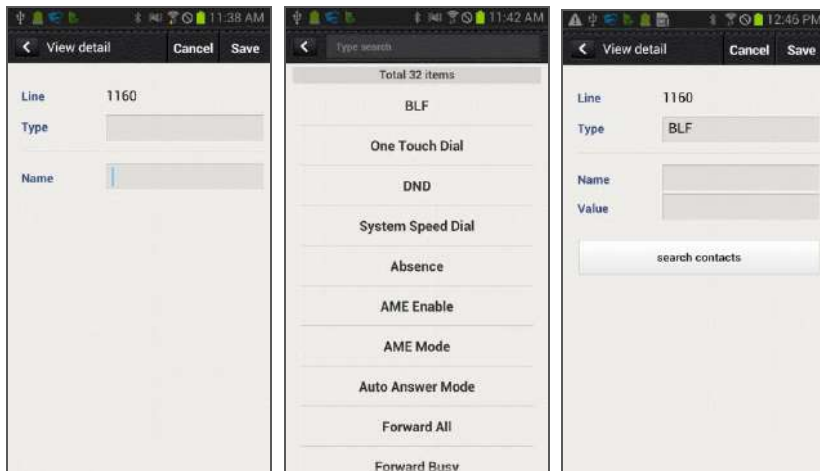 11:38 AM
View detail Cancel Save
Line 1160
Type
Name
11:42 AM
Type search
Total 32 items
BLF
One Touch Dial
DND
System Speed Dial
Absence
AME Enable
AME Mode
Auto Answer Mode
Forward All
Forward Busy
12:46 PM
View detail Cancel Save
Line 1160
Type BLF
Name
Value
search contacts